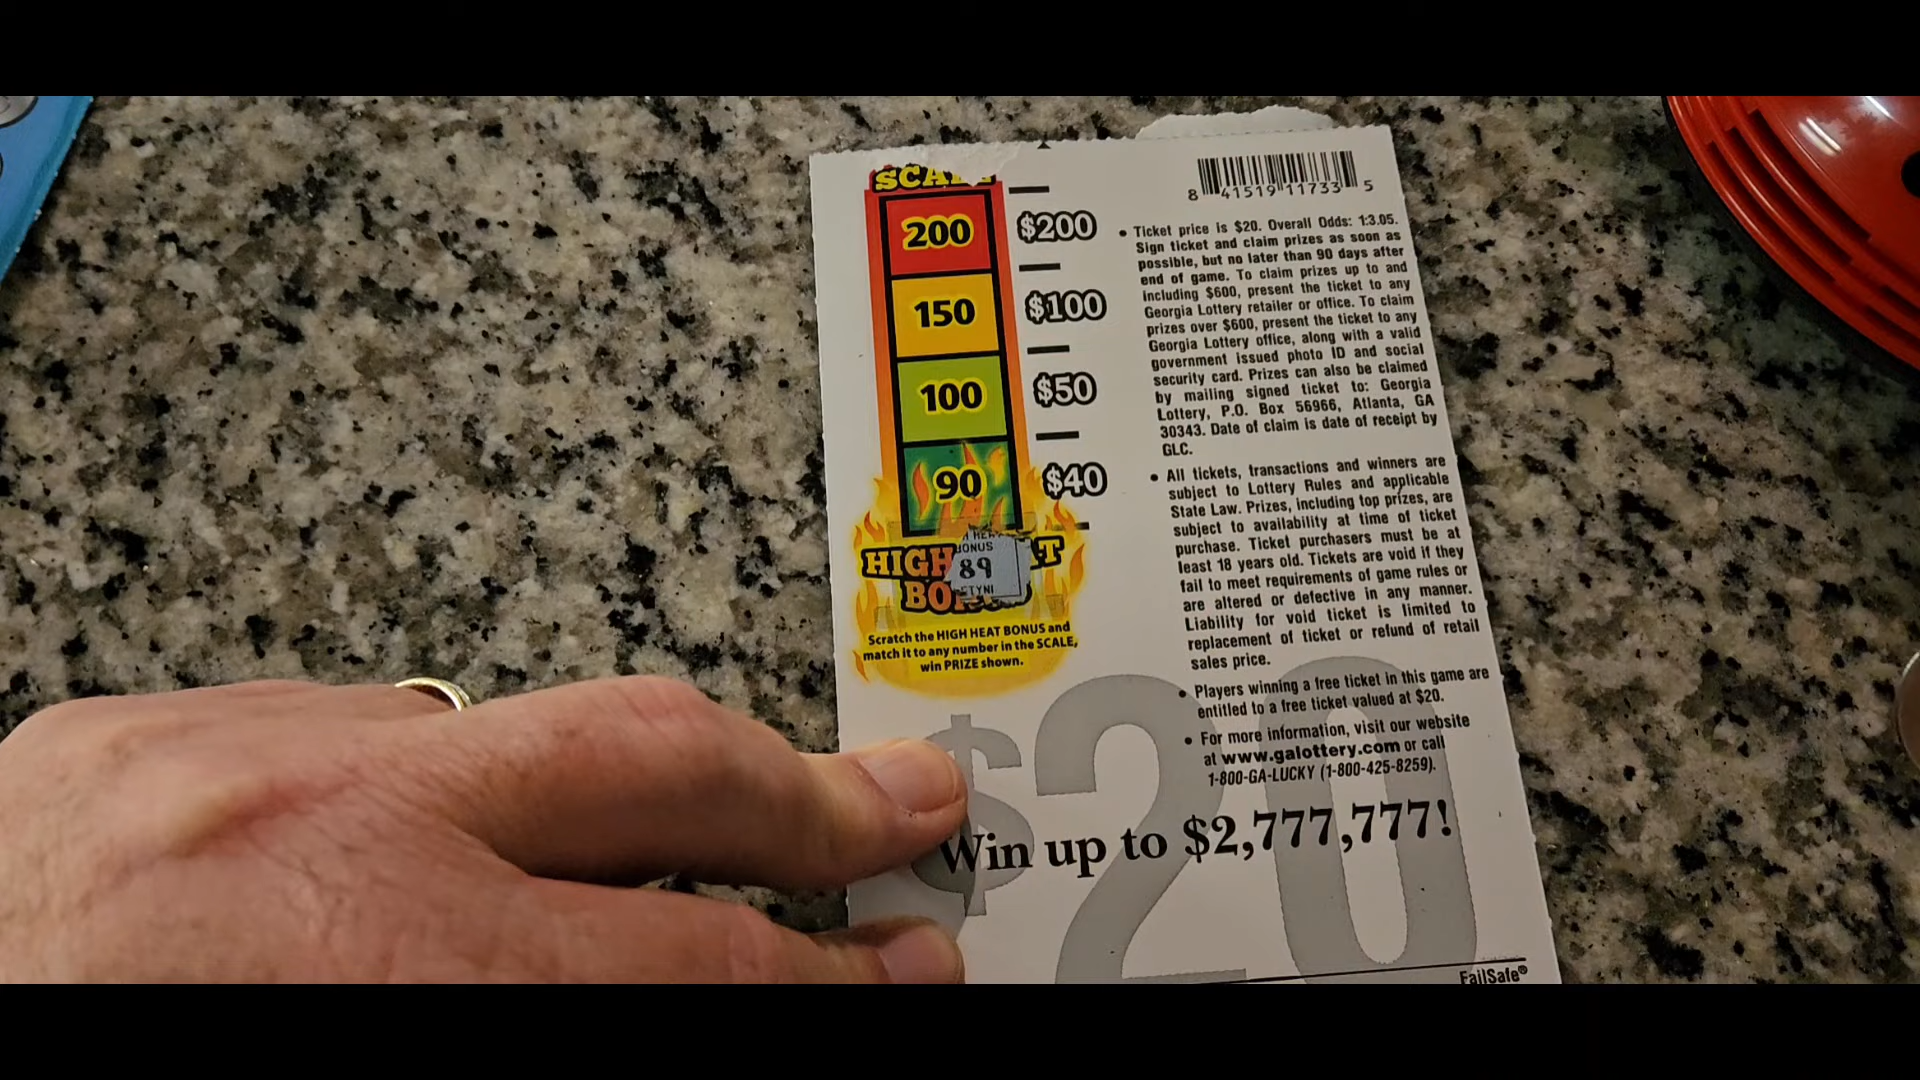 200
$200
150
$100
100
$50
90
$40
BONUS
89
HIGH
Scratch the HIGH HEAT BONUS and
match it to any number in the SCALE,
win PRIZE shown.
8 41519 11733 5
• Ticket price is $20. Overall Odds: 1:3.05.
Sign ticket and claim prizes as soon as
possible, but no later than 90 days after
end of game. To claim prizes up to and
including $600, present the ticket to any
Georgia Lottery retailer or office. To claim
prizes over $600, present the ticket to any
Georgia Lottery office, along with a valid
government issued photo ID and social
security card. Prizes can also be claimed
by mailing signed ticket to: Georgia
Lottery, P.O. Box 56966, Atlanta, GA
30343. Date of claim is date of receipt by
GLC.
• All tickets, transactions and winners are
subject to Lottery Rules and applicable
State Law. Prizes, including top prizes, are
subject to availability at time of ticket
purchase. Ticket purchasers must be at
least 18 years old. Tickets are void if they
fail to meet requirements of game rules or
are altered or defective in any manner.
Liability for void ticket is limited to
replacement of ticket or refund of retail
sales price.
• Players winning a free ticket in this game are
entitled to a free ticket valued at $20.
• For more information, visit our website
at www.galottery.com or call
1-800-GA-LUCKY (1-800-425-8259).
$20
Win up to $2,777,777!
FailSafe®